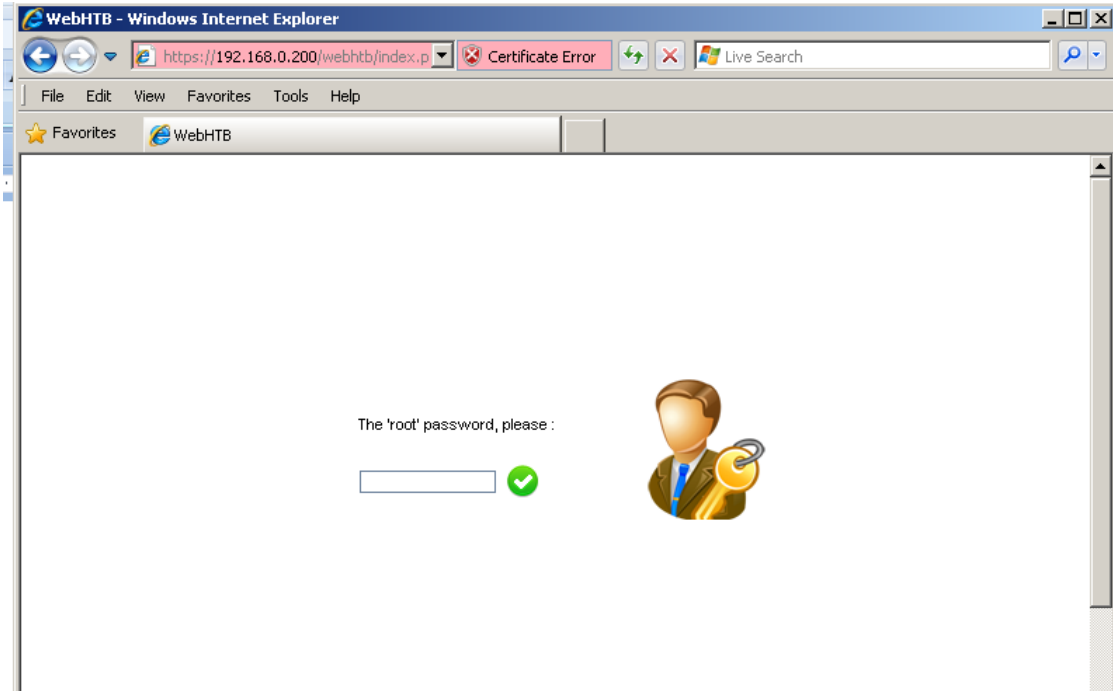 WebHTB - Windows Internet Explorer
https://192.168.0.200/webhtb/index.p
Certificate Error
Live Search
File Edit View Favorites Tools Help
Favorites
WebHTB
The 'root' password, please :